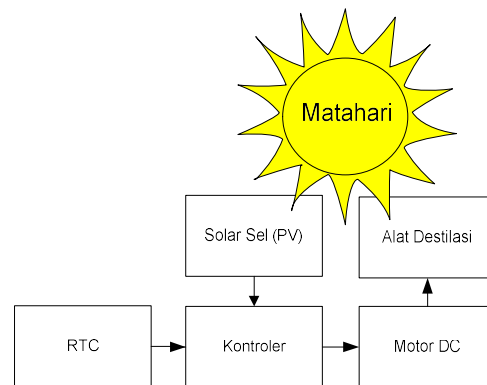 Matahari
Solar Sel (PV)
Alat Destilasi
RTC
Kontroler
Motor DC